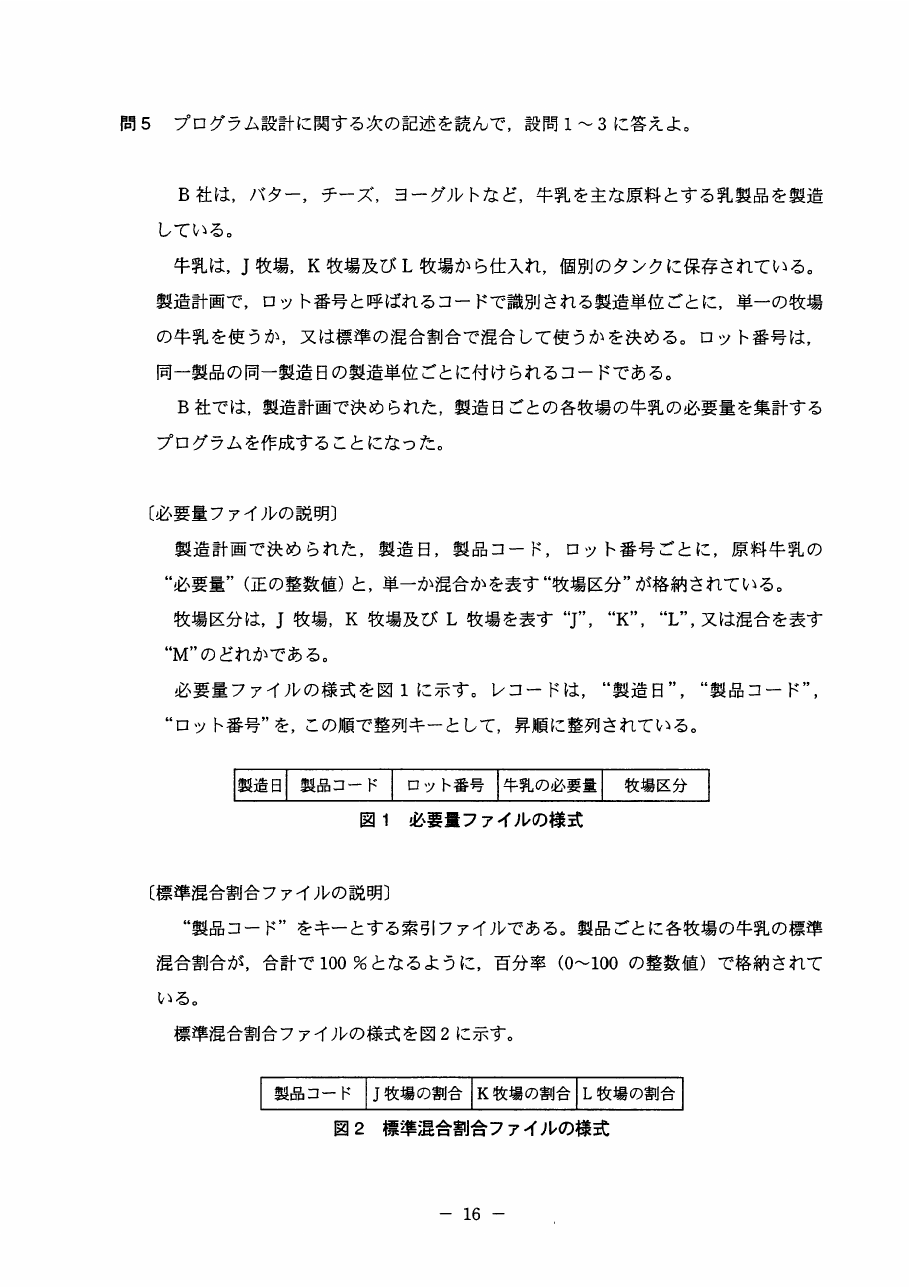 問5　プログラム設計に関する次の記述を読んで，設問1～3に答えよ。
B社は，バター，チーズ，ヨーグルトなど，牛乳を主な原料とする乳製品を製造
している。
牛乳は，J牧場，K牧場及びL牧場から仕入れ，個別のタンクに保存されている。
製造計画で，ロット番号と呼ばれるコードで識別される製造単位ごとに，単一の牧場
の牛乳を使うか，又は標準の混合割合で混合して使うかを決める。ロット番号は，
同一製品の同一製造日の製造単位ごとに付けられるコードである。
B社では，製造計画で決められた，製造日ごとの各牧場の牛乳の必要量を集計する
プログラムを作成することになった。
〔必要量ファイルの説明〕
製造計画で決められた，製造日，製品コード，ロット番号ごとに，原料牛乳の
“必要量”（正の整数値）と，単一か混合かを表す“牧場区分”が格納されている。
牧場区分は，J 牧場，K 牧場及び L 牧場を表す “J”，“K”，“L”，又は混合を表す
“M”のどれかである。
必要量ファイルの様式を図1に示す。レコードは，“製造日”，“製品コード”，
“ロット番号”を，この順で整列キーとして，昇順に整列されている。
製造日 製品コード ロット番号 牛乳の必要量 牧場区分
図1　必要量ファイルの様式
〔標準混合割合ファイルの説明〕
“製品コード”をキーとする索引ファイルである。製品ごとに各牧場の牛乳の標準
混合割合が，合計で100 %となるように，百分率（0～100 の整数値）で格納されて
いる。
標準混合割合ファイルの様式を図2に示す。
製品コード J牧場の割合 K牧場の割合 L牧場の割合
図2　標準混合割合ファイルの様式
－ 16 －